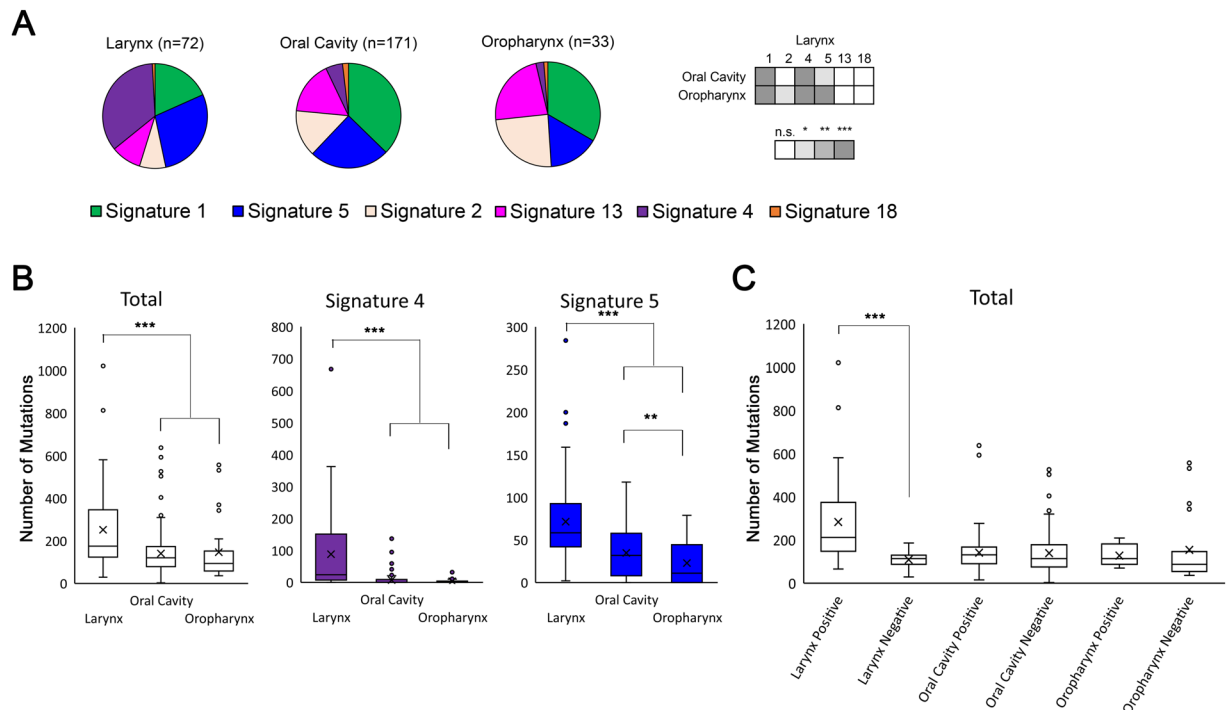 A
Larynx (n=72)
Oral Cavity (n=171)
Oropharynx (n=33)
Larynx
1 2 4 5 13 18
Oral Cavity
Oropharynx
n.s. * ** ***
Signature 1
Signature 5
Signature 2
Signature 13
Signature 4
Signature 18
B
Total
Number of Mutations
1200
1000
800
600
400
200
0
***
Oral Cavity
Larynx
Oropharynx
Signature 4
800
700
600
500
400
300
200
100
0
***
Oral Cavity
Larynx
Oropharynx
Signature 5
300
250
200
150
100
50
0
***
**
Oral Cavity
Larynx
Oropharynx
C
Total
Number of Mutations
1200
1000
800
600
400
200
0
***
Larynx Positive
Larynx Negative
Oral Cavity Positive
Oral Cavity Negative
Oropharynx Positive
Oropharynx Negative